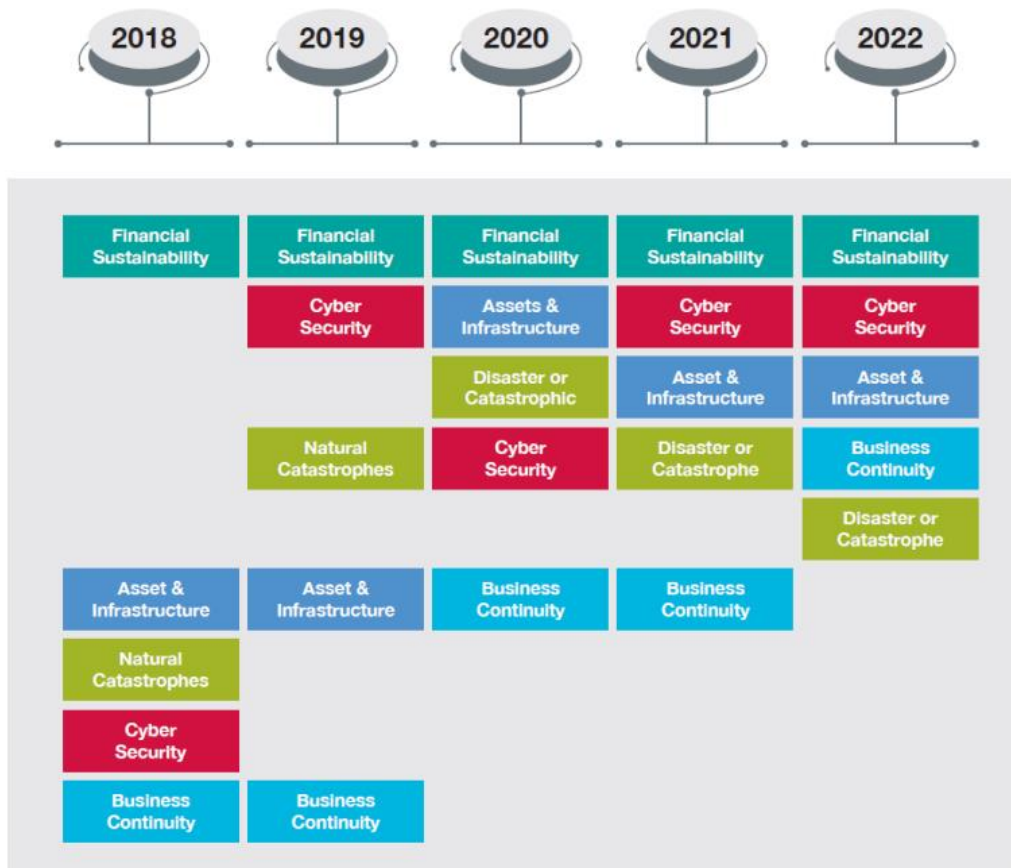 2018
2019
2020
2021
2022
Financial
Sustainability
Financial
Sustainability
Financial
Sustainability
Financial
Sustainability
Financial
Sustainability
Cyber
Security
Assets &
Infrastructure
Cyber
Security
Cyber
Security
Disaster or
Catastrophic
Asset &
Infrastructure
Asset &
Infrastructure
Natural
Catastrophes
Cyber
Security
Disaster or
Catastrophe
Business
Continuity
Disaster or
Catastrophe
Asset &
Infrastructure
Asset &
Infrastructure
Business
Continuity
Business
Continuity
Natural
Catastrophes
Cyber
Security
Business
Continuity
Business
Continuity